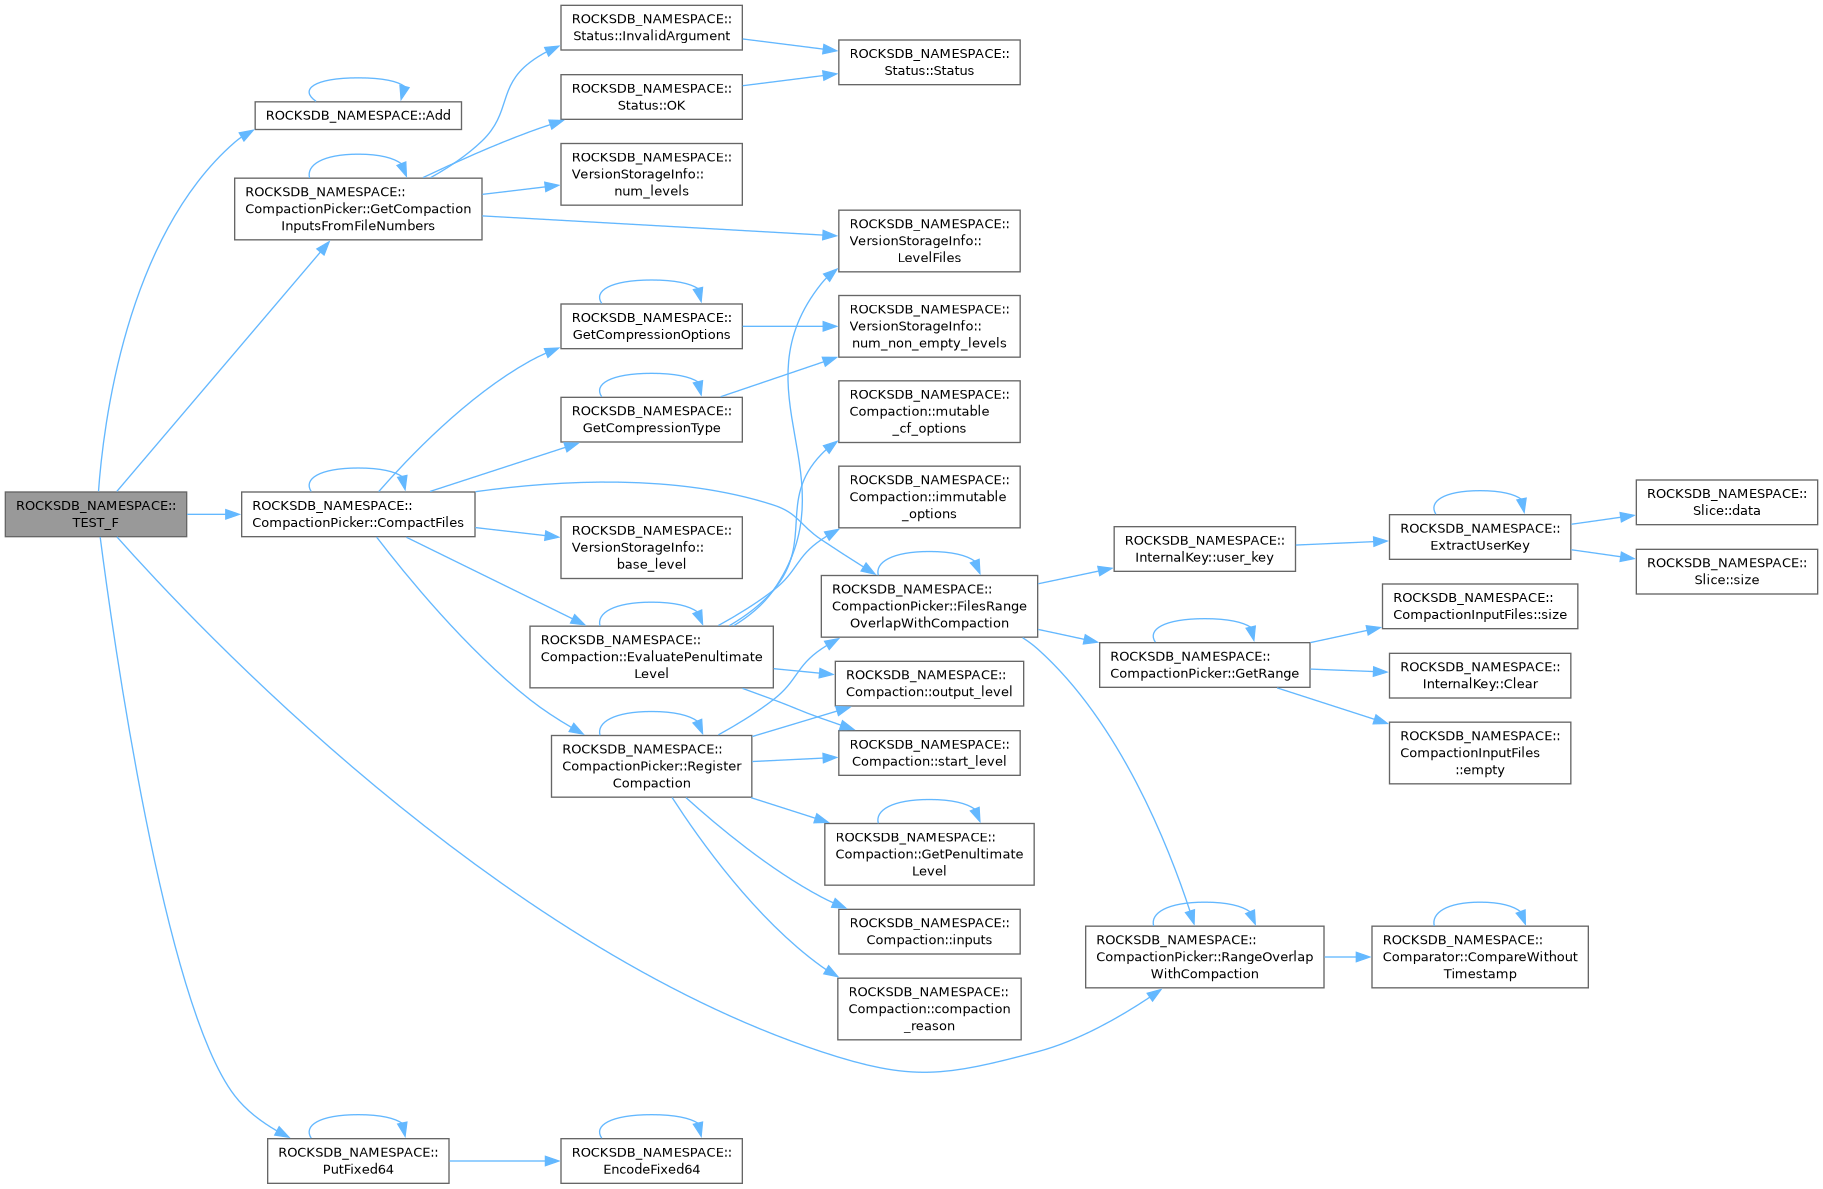 ROCKSDB_NAMESPACE::
TEST_F
ROCKSDB_NAMESPACE::Add
ROCKSDB_NAMESPACE::
CompactionPicker::GetCompaction
InputsFromFileNumbers
ROCKSDB_NAMESPACE::
CompactionPicker::CompactFiles
ROCKSDB_NAMESPACE::
PutFixed64
ROCKSDB_NAMESPACE::
Status::InvalidArgument
ROCKSDB_NAMESPACE::
Status::OK
ROCKSDB_NAMESPACE::
VersionStorageInfo::
num_levels
ROCKSDB_NAMESPACE::
GetCompressionOptions
ROCKSDB_NAMESPACE::
GetCompressionType
ROCKSDB_NAMESPACE::
VersionStorageInfo::
base_level
ROCKSDB_NAMESPACE::
Compaction::EvaluatePenultimate
Level
ROCKSDB_NAMESPACE::
CompactionPicker::Register
Compaction
ROCKSDB_NAMESPACE::
EncodeFixed64
ROCKSDB_NAMESPACE::
Status::Status
ROCKSDB_NAMESPACE::
VersionStorageInfo::
LevelFiles
ROCKSDB_NAMESPACE::
VersionStorageInfo::
num_non_empty_levels
ROCKSDB_NAMESPACE::
Compaction::mutable
_cf_options
ROCKSDB_NAMESPACE::
Compaction::immutable
_options
ROCKSDB_NAMESPACE::
CompactionPicker::FilesRange
OverlapWithCompaction
ROCKSDB_NAMESPACE::
Compaction::output_level
ROCKSDB_NAMESPACE::
Compaction::start_level
ROCKSDB_NAMESPACE::
Compaction::GetPenultimate
Level
ROCKSDB_NAMESPACE::
Compaction::inputs
ROCKSDB_NAMESPACE::
Compaction::compaction
_reason
ROCKSDB_NAMESPACE::
InternalKey::user_key
ROCKSDB_NAMESPACE::
CompactionPicker::GetRange
ROCKSDB_NAMESPACE::
CompactionPicker::RangeOverlap
WithCompaction
ROCKSDB_NAMESPACE::
ExtractUserKey
ROCKSDB_NAMESPACE::
CompactionInputFiles::size
ROCKSDB_NAMESPACE::
InternalKey::Clear
ROCKSDB_NAMESPACE::
CompactionInputFiles
::empty
ROCKSDB_NAMESPACE::
Comparator::CompareWithout
Timestamp
ROCKSDB_NAMESPACE::
Slice::data
ROCKSDB_NAMESPACE::
Slice::size